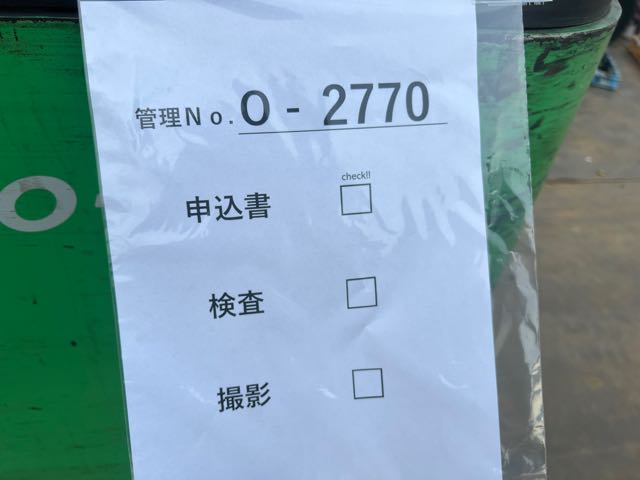 管理No. O - 2770
check!!
申込書 □
検査 □
撮影 □